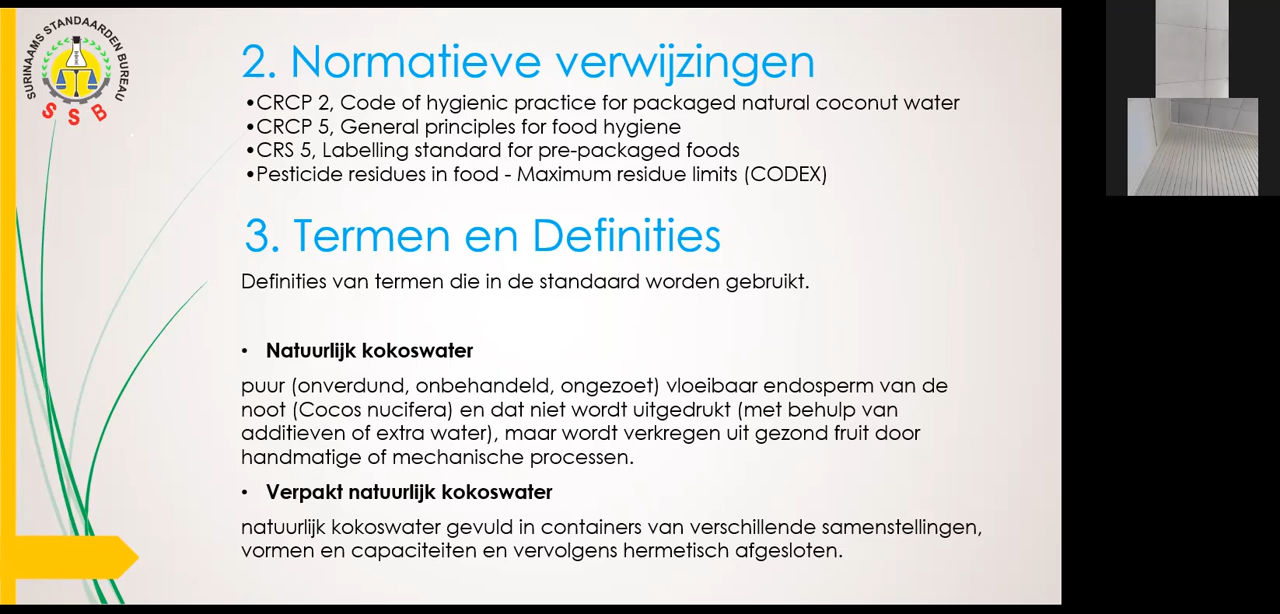 SURINAAMS STANDAARDEN BUREAU
SSB
2. Normatieve verwijzingen
•CRCP 2, Code of hygienic practice for packaged natural coconut water
•CRCP 5, General principles for food hygiene
•CRS 5, Labelling standard for pre-packaged foods
•Pesticide residues in food - Maximum residue limits (CODEX)
3. Termen en Definities
Definities van termen die in de standaard worden gebruikt.
• Natuurlijk kokoswater
puur (onverdund, onbehandeld, ongezoet) vloeibaar endosperm van de
noot (Cocos nucifera) en dat niet wordt uitgedrukt (met behulp van
additieven of extra water), maar wordt verkregen uit gezond fruit door
handmatige of mechanische processen.
• Verpakt natuurlijk kokoswater
natuurlijk kokoswater gevuld in containers van verschillende samenstellingen,
vormen en capaciteiten en vervolgens hermetisch afgesloten.